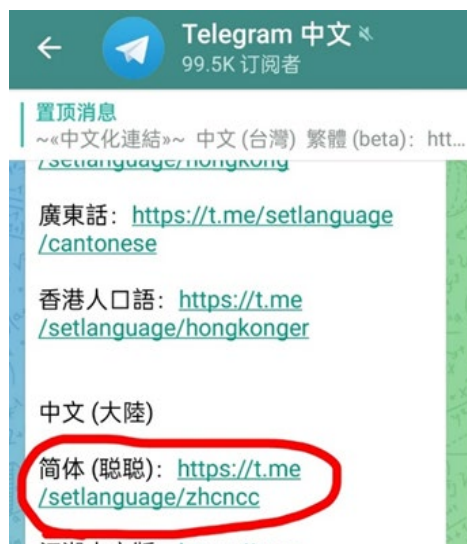 Telegram 中文
99.5K 订阅者
置顶消息
~«中文化連結»~ 中文 (台灣) 繁體 (beta)： htt...
/setlanguage/hongkong
廣東話： https://t.me/setlanguage
/cantonese
香港人口語： https://t.me
/setlanguage/hongkonger
中文 (大陸)
简体 (聪聪)： https://t.me
/setlanguage/zhcncc